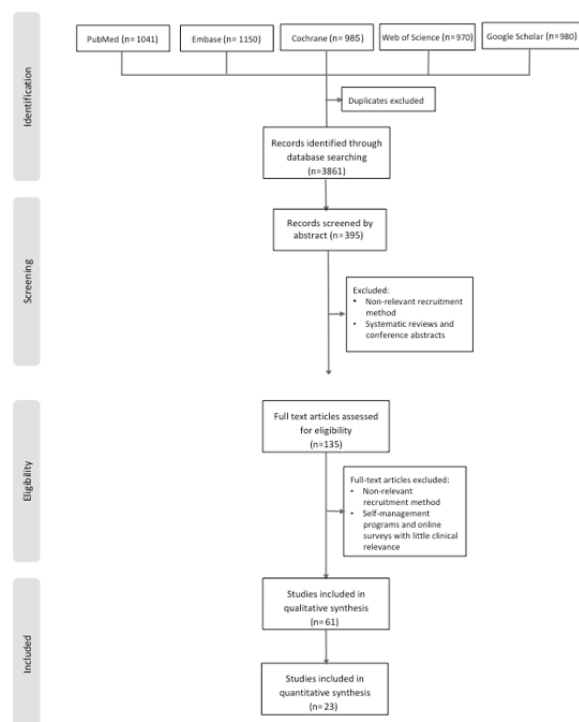 PubMed (n= 1041)
Embase (n= 1150)
Cochrane (n= 985)
Web of Science (n=970)
Google Scholar (n=980)
Identification
Duplicates excluded
Records identified through
database searching
(n=3861)
Records screened by
abstract (n=395)
Screening
Excluded:
• Non-relevant recruitment
method
• Systematic reviews and
conference abstracts
Full text articles assessed
for eligibility
(n=135)
Eligibility
Full-text articles excluded:
• Non-relevant
recruitment method
• Self-management
programs and online
surveys with little clinical
relevance
Studies included in
qualitative synthesis
(n=61)
Included
Studies included in
quantitative synthesis
(n=23)